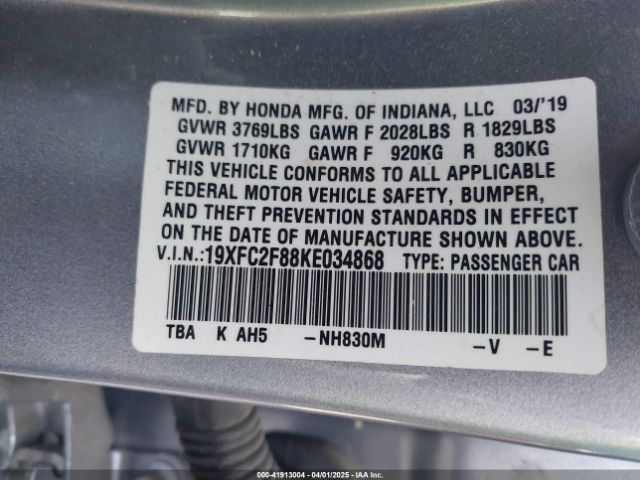 MFD. BY HONDA MFG. OF INDIANA, LLC 03/'19
GVWR 3769LBS GAWR F 2028LBS R 1829LBS
GVWR 1710KG GAWR F 920KG R 830KG
THIS VEHICLE CONFORMS TO ALL APPLICABLE
FEDERAL MOTOR VEHICLE SAFETY, BUMPER,
AND THEFT PREVENTION STANDARDS IN EFFECT
ON THE DATE OF MANUFACTURE SHOWN ABOVE.
V.I.N.:19XFC2F88KE034868 TYPE: PASSENGER CAR
TBA K AH5 –NH830M –V –E
000-41913004 04/01/2025 - IAA Inc.